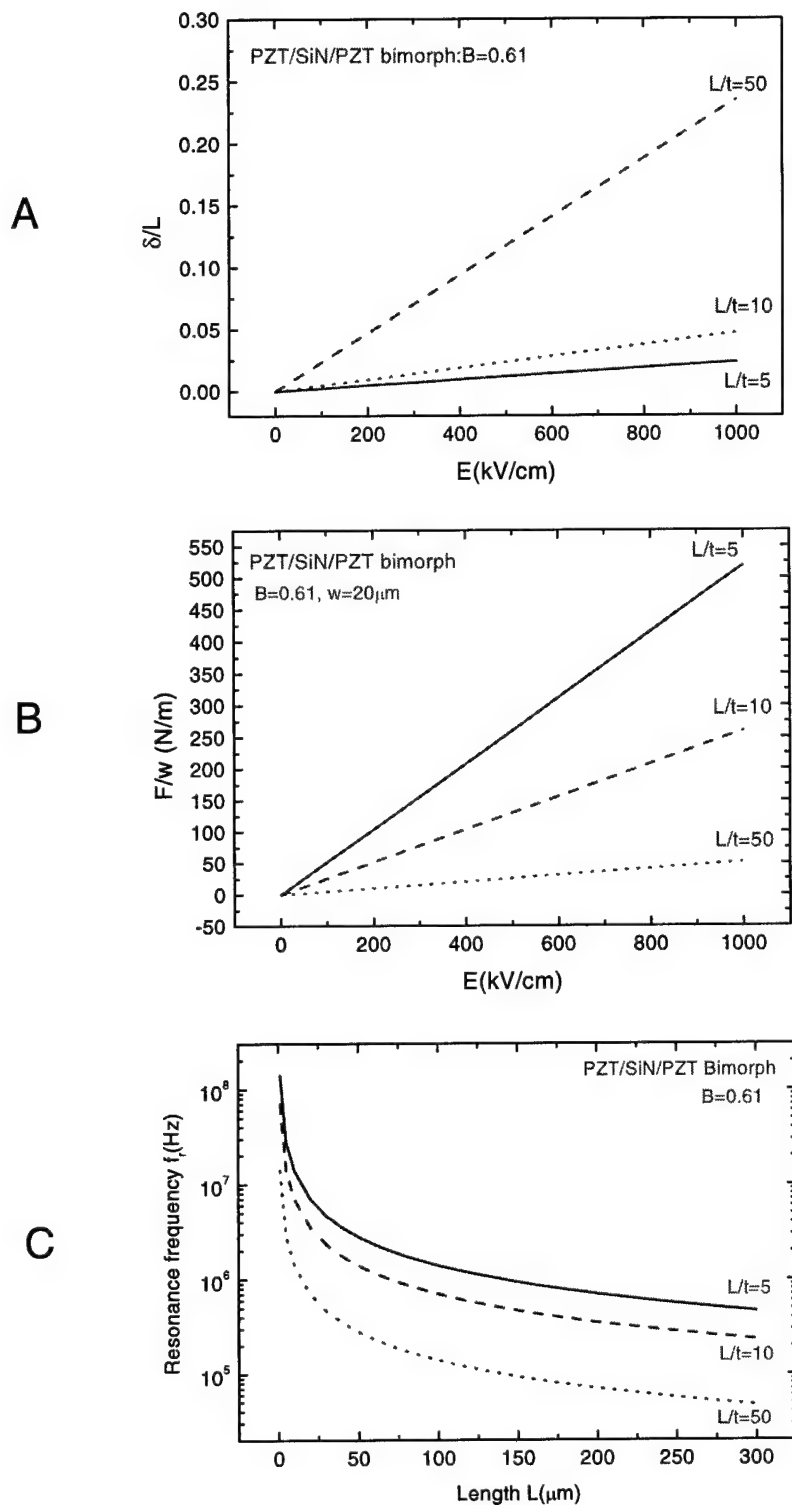 A
0.30
0.25
0.20
0.15
0.10
0.05
0.00
δ/L
PZT/SiN/PZT bimorph:B=0.61
L/t=50
L/t=10
L/t=5
0 200 400 600 800 1000
E(kV/cm)
B
550
525
500
475
450
425
400
350
300
250
200
150
100
50
0
-50
F/w (N/m)
PZT/SiN/PZT bimorph
B=0.61, w=20μm
L/t=5
L/t=10
L/t=50
0 200 400 600 800 1000
E(kV/cm)
C
10⁸
10⁷
10⁶
10⁵
Resonance frequency fᵣ(Hz)
PZT/SiN/PZT Bimorph
B=0.61
L/t=5
L/t=10
L/t=50
0 50 100 150 200 250 300
Length L(μm)